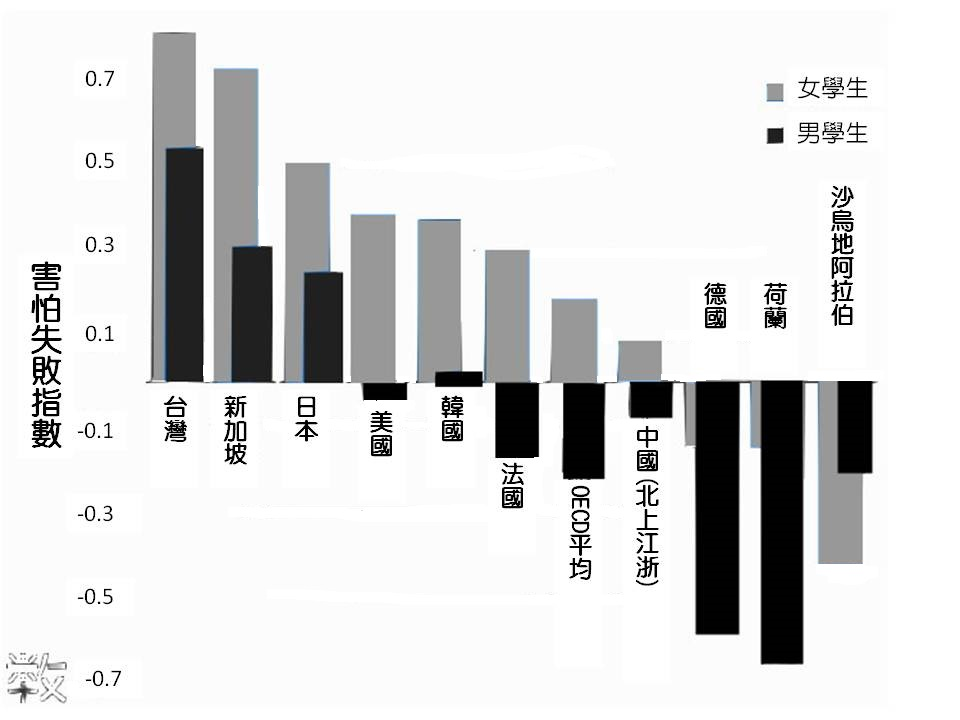 0.7
0.5
0.3
0.1
-0.1
-0.3
-0.5
-0.7
害怕失敗指數
女學生
男學生
台灣
新加坡
日本
美國
韓國
法國
OECD平均
中國(北上江浙)
德國
荷蘭
沙烏地阿拉伯
数